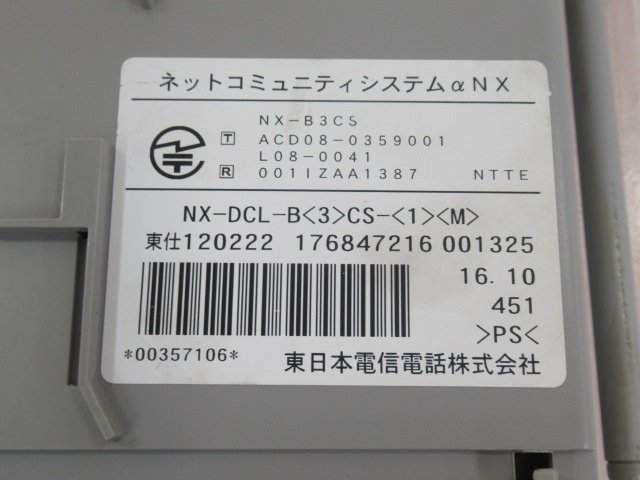 ネットコミュニティシステムαNX
NX-B3CS
T ACD08-0359001
L08-0041
R 001IZAA1387 NTTE
NX-DCL-B<3>CS-<1><M>
東仕120222 176847216 001325
16.10
451
>PS<
*00357106* 東日本電信電話株式会社